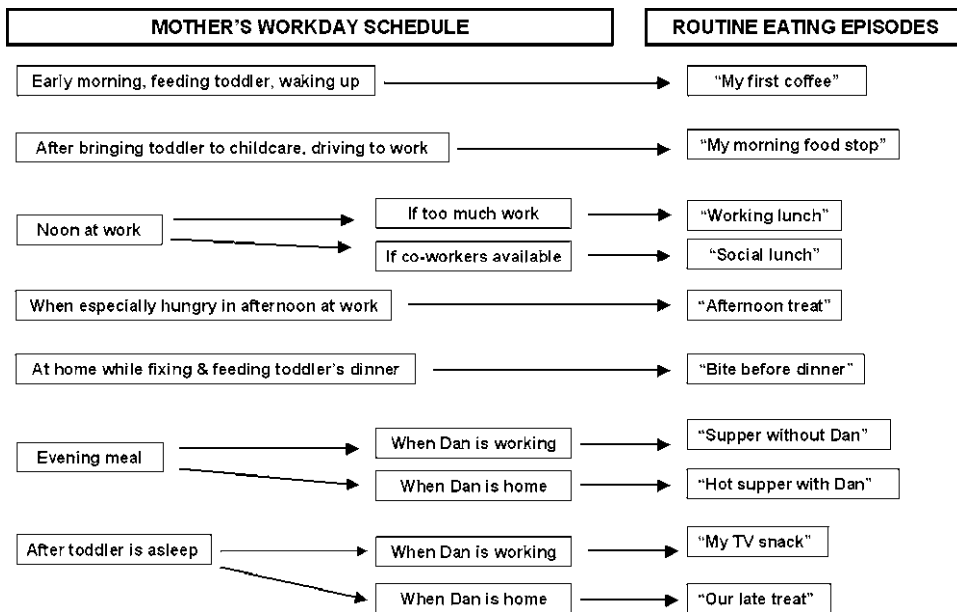 MOTHER'S WORKDAY SCHEDULE
ROUTINE EATING EPISODES
Early morning, feeding toddler, waking up
“My first coffee”
After bringing toddler to childcare, driving to work
“My morning food stop”
Noon at work
If too much work
“Working lunch”
If co-workers available
“Social lunch”
When especially hungry in afternoon at work
“Afternoon treat”
At home while fixing & feeding toddler’s dinner
“Bite before dinner”
Evening meal
When Dan is working
“Supper without Dan”
When Dan is home
“Hot supper with Dan”
After toddler is asleep
When Dan is working
“My TV snack”
When Dan is home
“Our late treat”